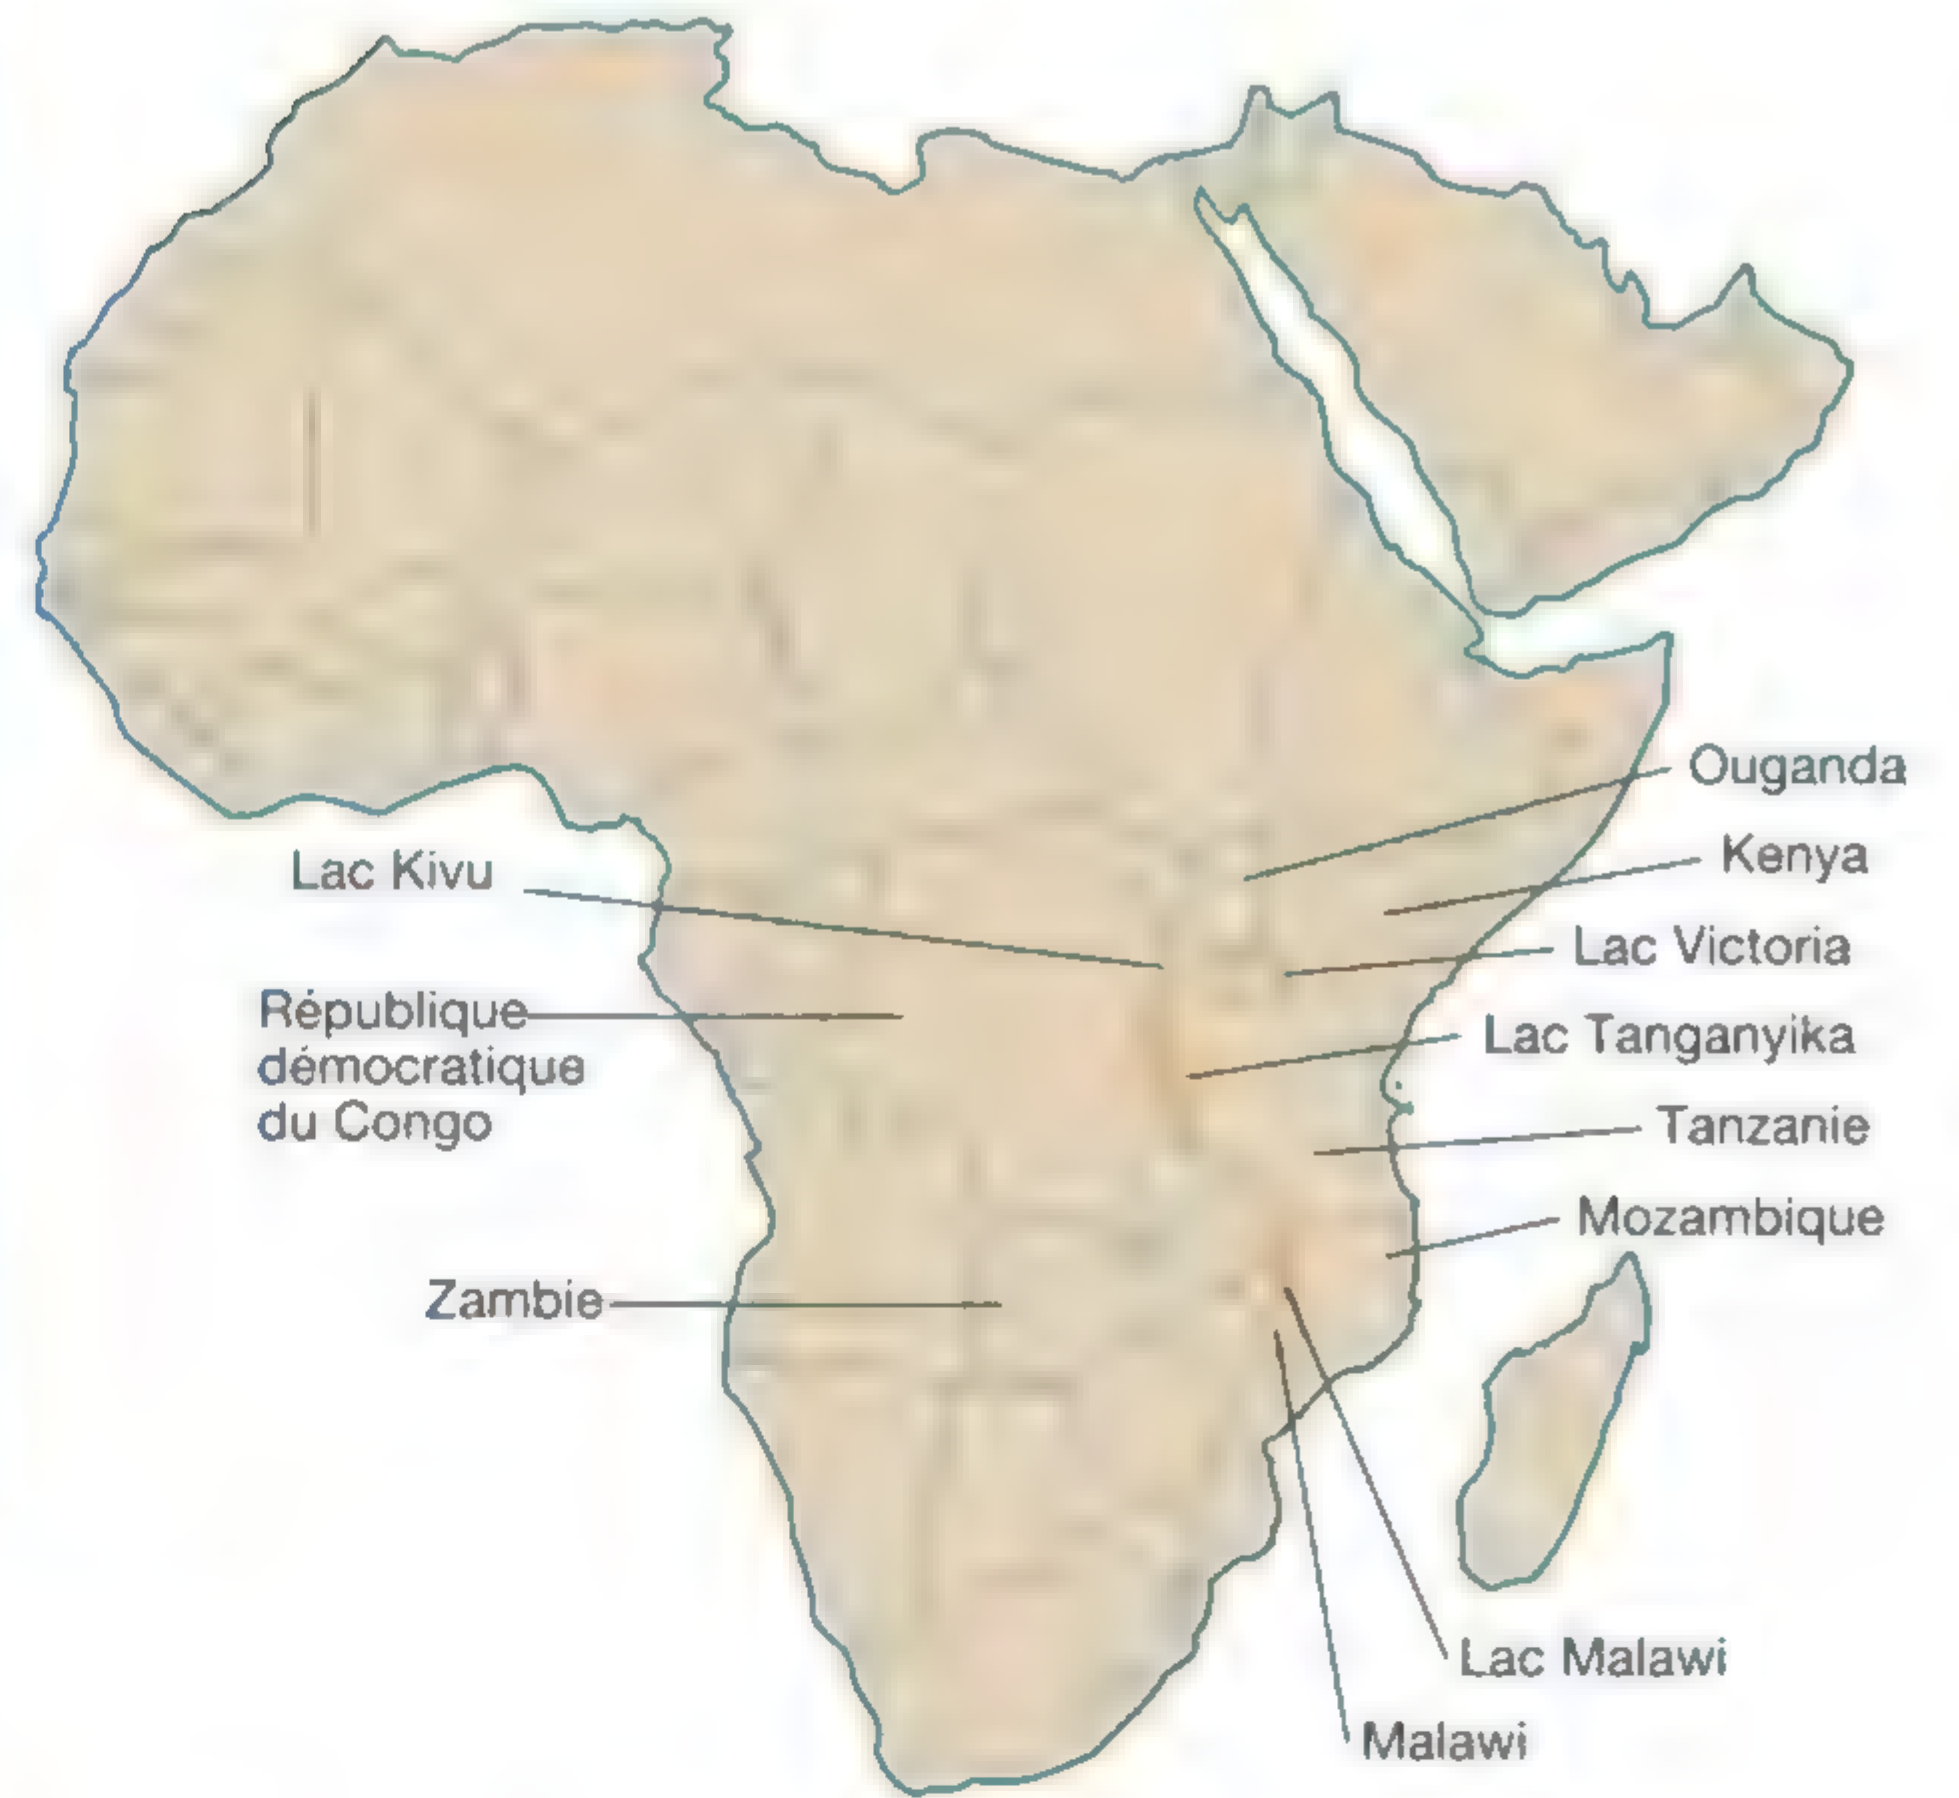 Ouganda
Kenya
Lac Kivu
Lac Victoria
République
démocratique
du Congo
Lac Tanganyika
Tanzanie
Mozambique
Zambie
Lac Malawi
Malawi